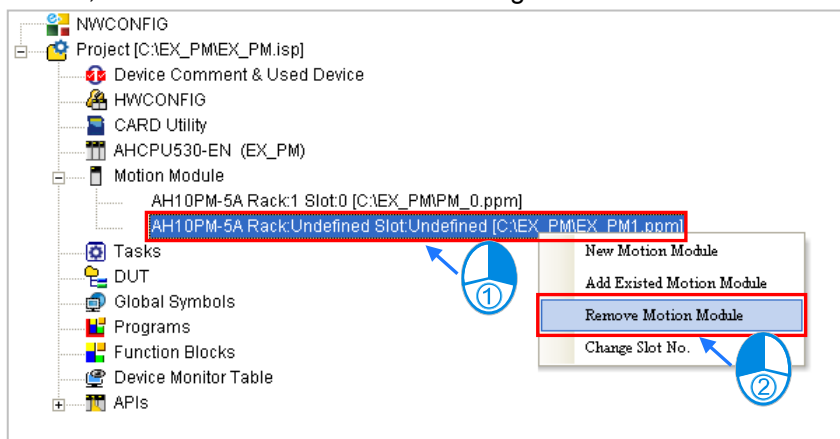 NWCONFIG
Project [C:\EX_PM\EX_PM.isp]
Device Comment & Used Device
HWCONFIG
CARD Utility
AHCPU530-EN (EX_PM)
Motion Module
AH10PM-5A Rack:1 Slot:0 [C:\EX_PM\PM_0.ppm]
AH10PM-5A Rack:Undefined Slot:Undefined [C:\EX_PM\EX_PM1.ppm]
Tasks
New Motion Module
DUT
Add Existed Motion Module
①
Global Symbols
Remove Motion Module
Programs
Function Blocks
Change Slot No.
Device Monitor Table
②
APIs